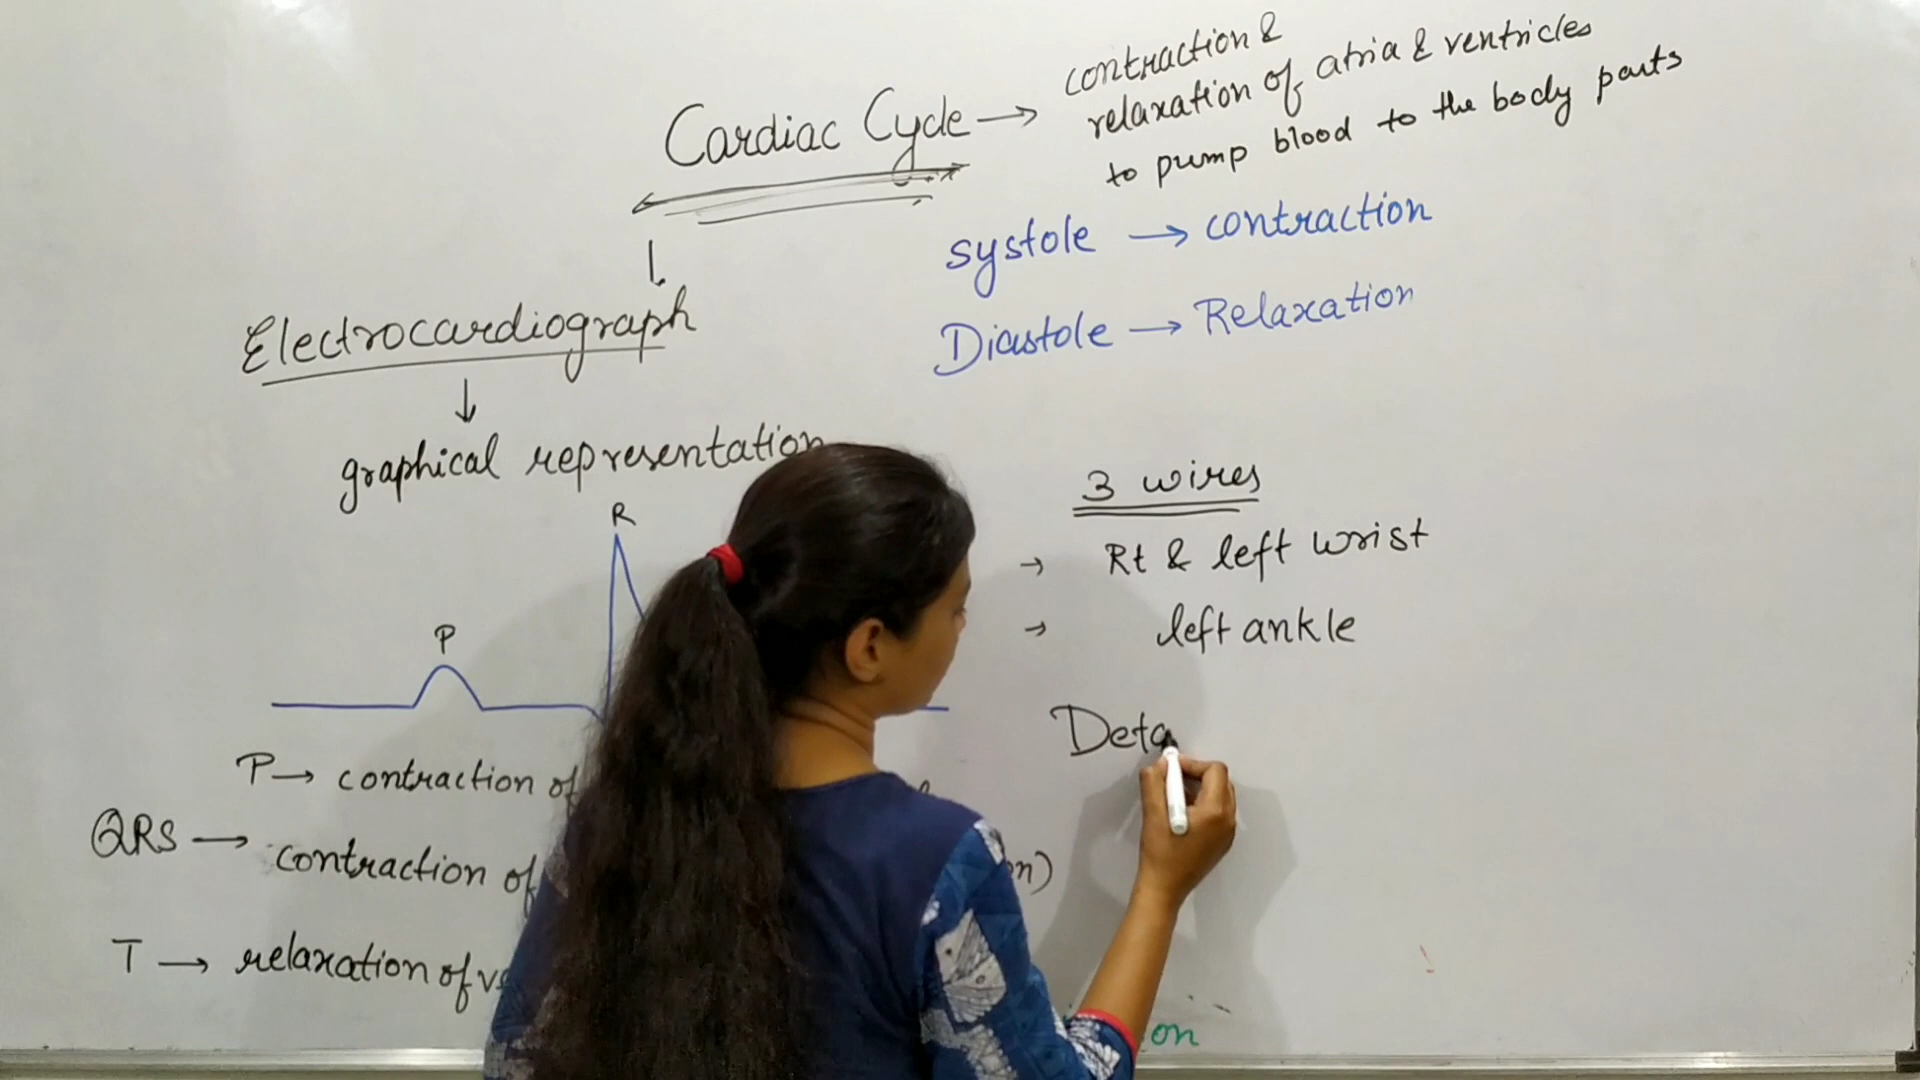 Cardiac Cycle → contraction &
relaxation of atria & ventricles
to pump blood to the body parts
systole → contraction
Diastole → Relaxation
Electrocardiograph
↓
graphical representation
R
P
P → contraction of
QRS → contraction of
T → relaxation of
3 wires
→ Rt & left wrist
→ left ankle
Deta